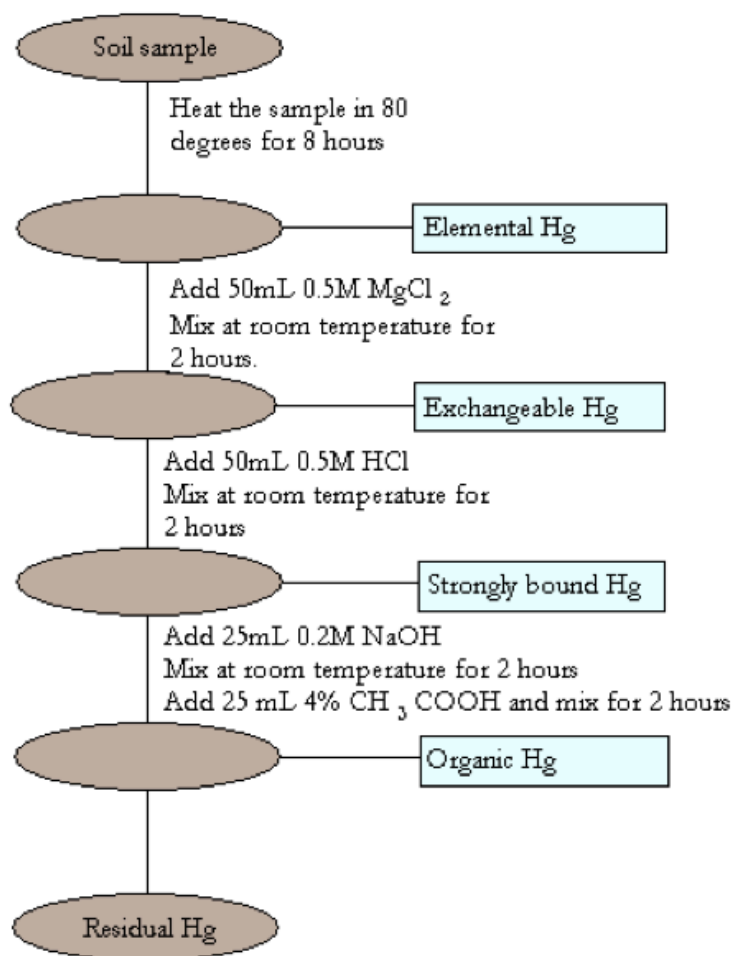 Soil sample
Heat the sample in 80
degrees for 8 hours
Elemental Hg
Add 50mL 0.5M MgCl 2
Mix at room temperature for
2 hours.
Exchangeable Hg
Add 50mL 0.5M HCl
Mix at room temperature for
2 hours
Strongly bound Hg
Add 25mL 0.2M NaOH
Mix at room temperature for 2 hours
Add 25 mL 4% CH 3 COOH and mix for 2 hours
Organic Hg
Residual Hg